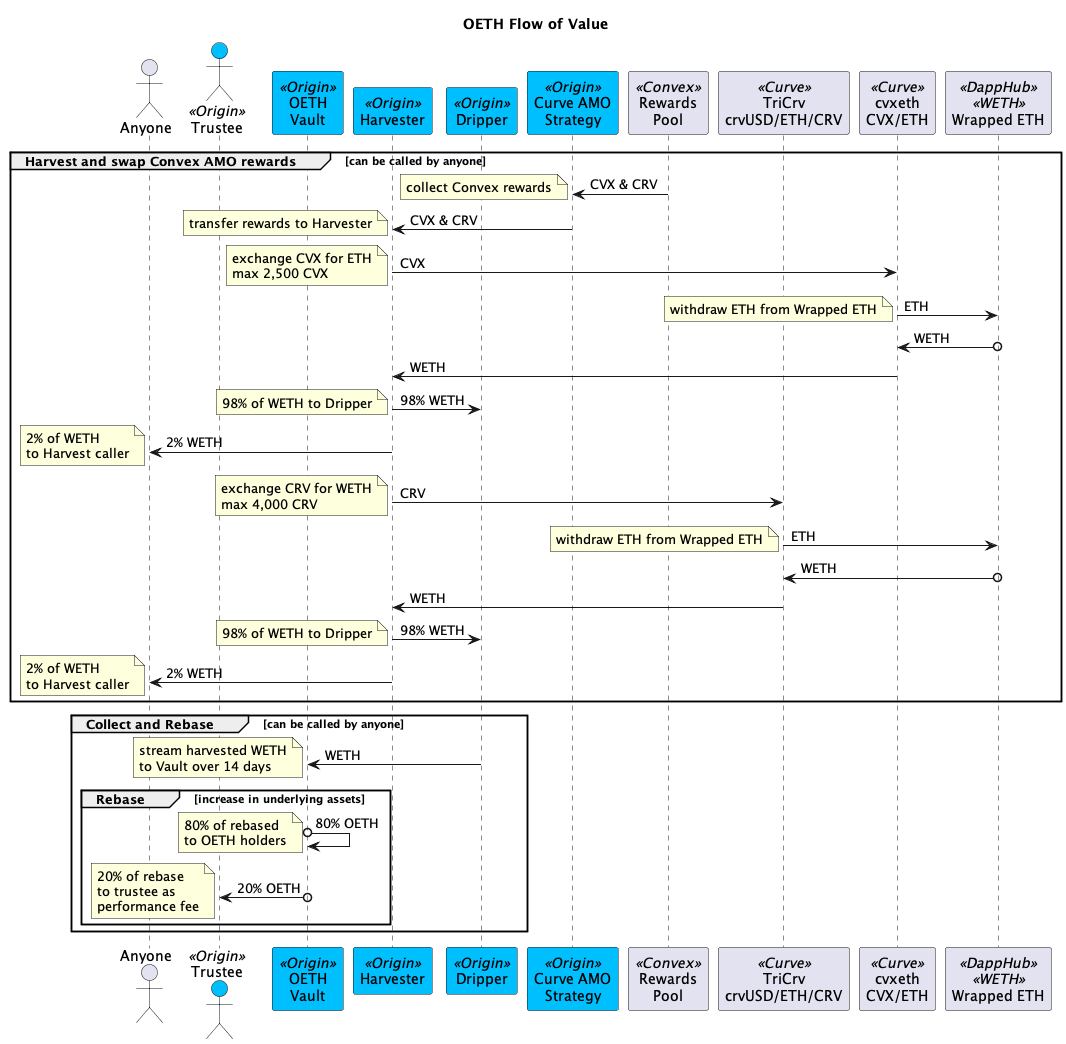 OETH Flow of Value
Anyone
«Origin»
Trustee
«Origin»
OETH
Vault
«Origin»
Harvester
«Origin»
Dripper
«Origin»
Curve AMO
Strategy
«Convex»
Rewards
Pool
«Curve»
TriCrv
crvUSD/ETH/CRV
«Curve»
cvxeth
CVX/ETH
«DappHub»
«WETH»
Wrapped ETH
Harvest and swap Convex AMO rewards [can be called by anyone]
collect Convex rewards
CVX & CRV
transfer rewards to Harvester
CVX & CRV
exchange CVX for ETH
max 2,500 CVX
CVX
withdraw ETH from Wrapped ETH
ETH
WETH
WETH
98% of WETH to Dripper
98% WETH
2% of WETH
to Harvest caller
2% WETH
exchange CRV for WETH
max 4,000 CRV
CRV
withdraw ETH from Wrapped ETH
ETH
WETH
WETH
98% of WETH to Dripper
98% WETH
2% of WETH
to Harvest caller
2% WETH
Collect and Rebase [can be called by anyone]
stream harvested WETH
to Vault over 14 days
WETH
Rebase [increase in underlying assets]
80% of rebased
to OETH holders
80% OETH
20% of rebase
to trustee as
performance fee
20% OETH
Anyone
«Origin»
Trustee
«Origin»
OETH
Vault
«Origin»
Harvester
«Origin»
Dripper
«Origin»
Curve AMO
Strategy
«Convex»
Rewards
Pool
«Curve»
TriCrv
crvUSD/ETH/CRV
«Curve»
cvxeth
CVX/ETH
«DappHub»
«WETH»
Wrapped ETH